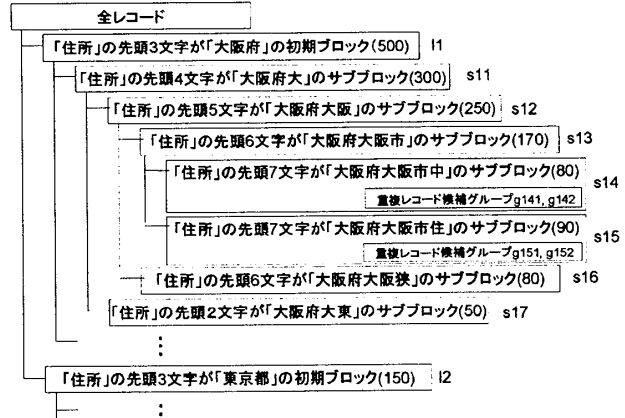 全レコード
「住所」の先頭3文字が「大阪府」の初期ブロック(500) l1
「住所」の先頭4文字が「大阪府大」のサブブロック(300) s11
「住所」の先頭5文字が「大阪府大阪」のサブブロック(250) s12
「住所」の先頭6文字が「大阪府大阪市」のサブブロック(170) s13
「住所」の先頭7文字が「大阪府大阪市中」のサブブロック(80) s14
重複レコード候補グループg141, g142
「住所」の先頭7文字が「大阪府大阪市住」のサブブロック(90) s15
重複レコード候補グループg151, g152
「住所」の先頭6文字が「大阪府大阪狭」のサブブロック(80) s16
「住所」の先頭2文字が「大阪府大東」のサブブロック(50) s17
⋮
「住所」の先頭3文字が「東京都」の初期ブロック(150) l2
⋮